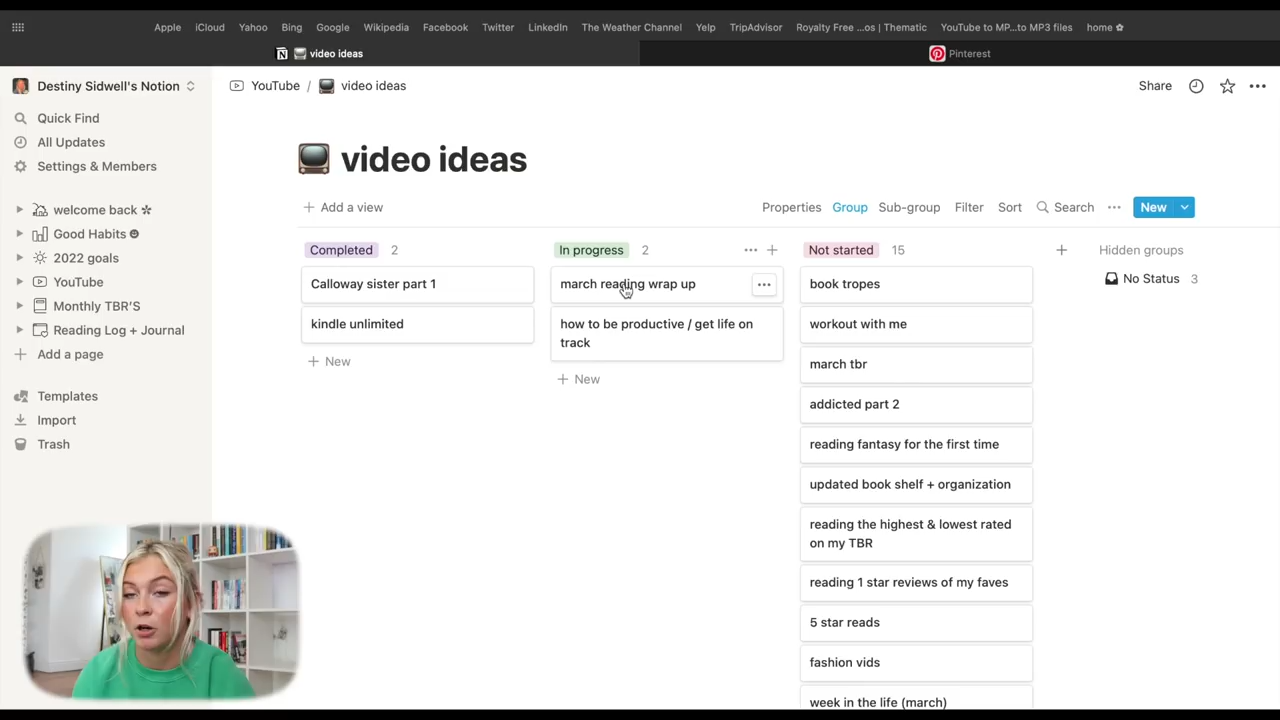 Apple iCloud Yahoo Bing Google Wikipedia Facebook Twitter LinkedIn The Weather Channel Yelp TripAdvisor Royalty Free ...os | Thematic YouTube to MP...to MP3 files home ✿
video ideas
Pinterest
Destiny Sidwell's Notion
YouTube / video ideas
Share
Quick Find
All Updates
Settings & Members
welcome back ✲
Good Habits ☻
2022 goals
YouTube
Monthly TBR'S
Reading Log + Journal
Add a page
Templates
Import
Trash
video ideas
Add a view
Properties Group Sub-group Filter Sort Search ••• New
Completed 2
Calloway sister part 1
kindle unlimited
New
In progress 2
march reading wrap up
how to be productive / get life on
track
New
Not started 15
book tropes
workout with me
march tbr
addicted part 2
reading fantasy for the first time
updated book shelf + organization
reading the highest & lowest rated
on my TBR
reading 1 star reviews of my faves
5 star reads
fashion vids
week in the life (march)
Hidden groups
No Status 3